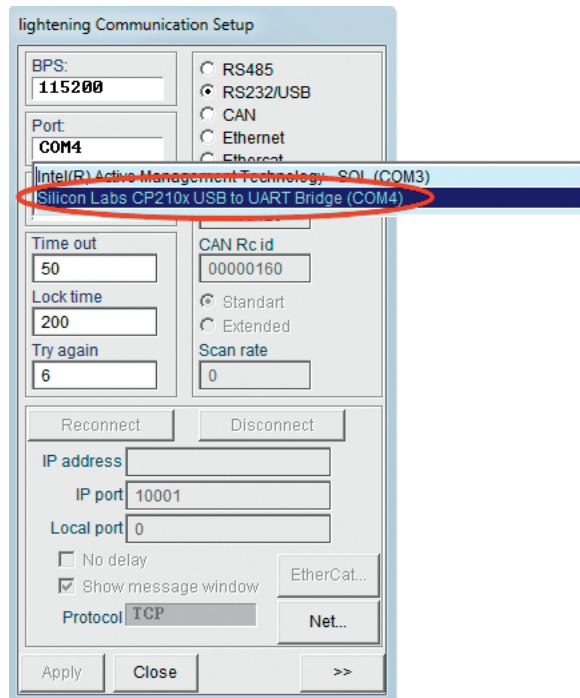 lightening Communication Setup
BPS:
115200
Port:
COM4
RS485
RS232/USB
CAN
Ethernet
Ethercat
Intel(R) Active Management Technology - SOL (COM3)
Silicon Labs CP210x USB to UART Bridge (COM4)
Time out
50
Lock time
200
Try again
6
CAN Rc id
00000160
Standart
Extended
Scan rate
0
Reconnect
Disconnect
IP address
IP port 10001
Local port 0
No delay
Show message window
EtherCat...
Protocol TCP
Net...
Apply
Close
>>